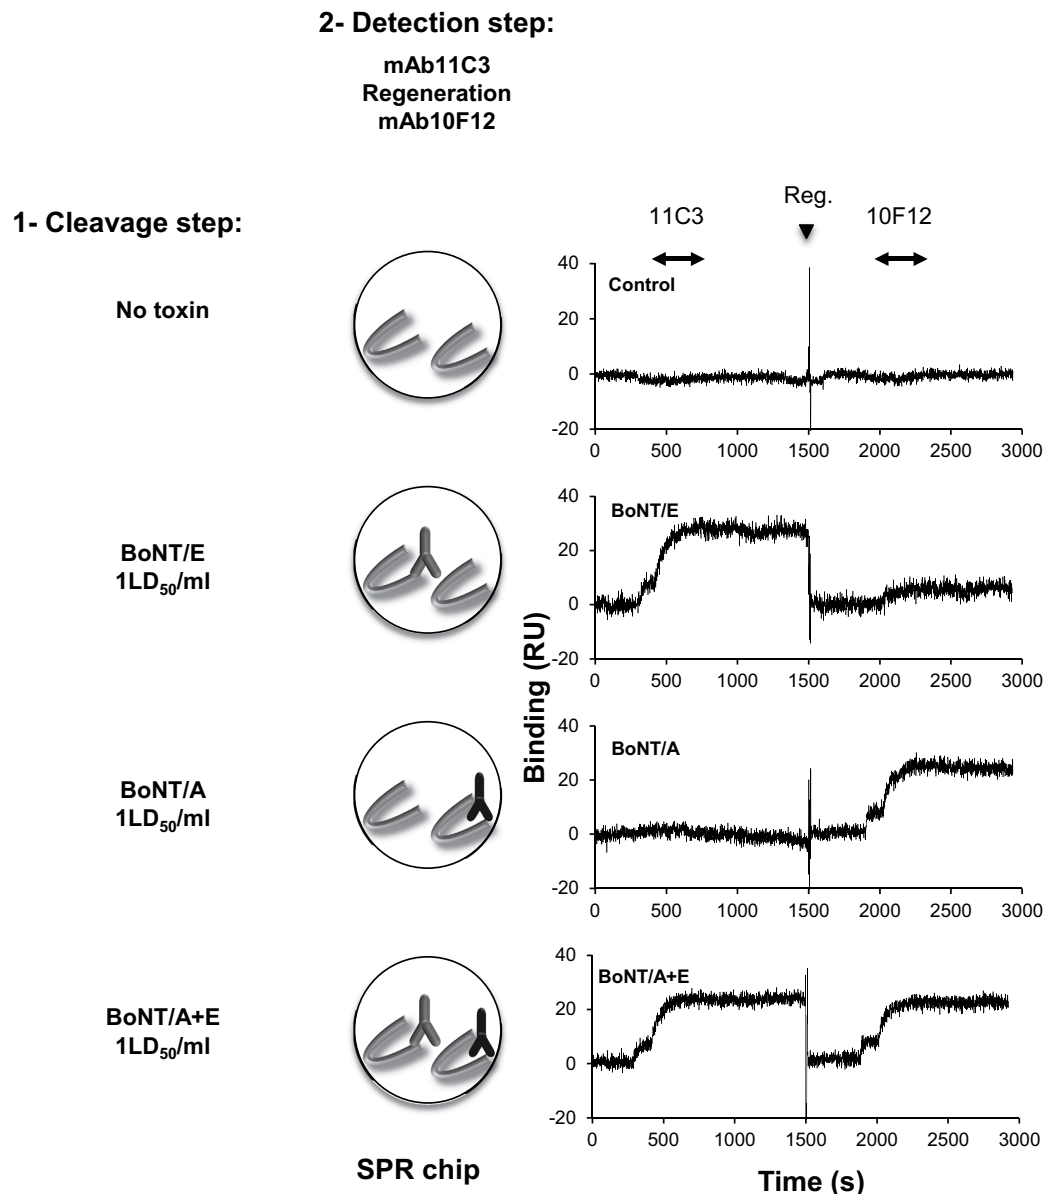 2- Detection step:
mAb11C3
Regeneration
mAb10F12
1- Cleavage step:
11C3
Reg.
10F12
No toxin
Control
40
20
0
-20
0 500 1000 1500 2000 2500 3000
BoNT/E
1LD50/ml
BoNT/E
40
20
0
-20
0 500 1000 1500 2000 2500 3000
Binding (RU)
BoNT/A
1LD50/ml
BoNT/A
40
20
0
-20
0 500 1000 1500 2000 2500 3000
BoNT/A+E
1LD50/ml
BoNT/A+E
40
20
0
-20
0 500 1000 1500 2000 2500 3000
SPR chip
Time (s)